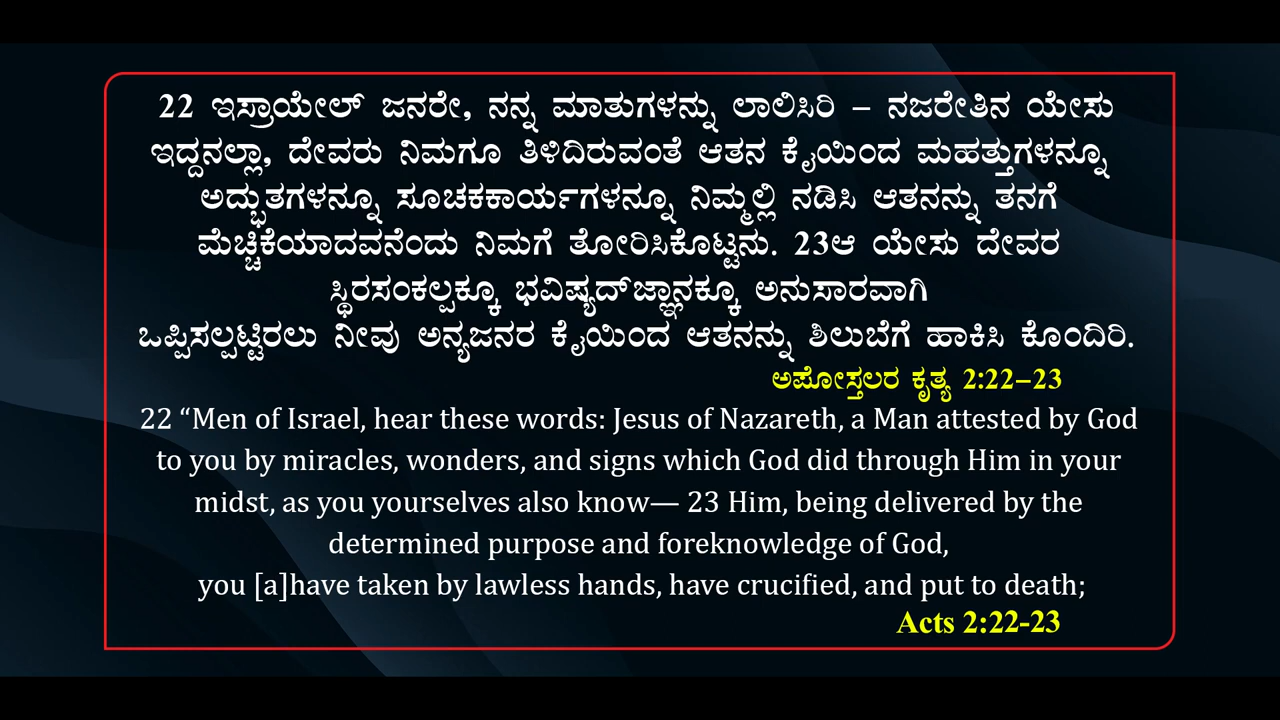 22 ಇಸ್ರಾಯೇಲ್ ಜನರೇ, ನನ್ನ ಮಾತುಗಳನ್ನು ಲಾಲಿಸಿರಿ – ನಜರೇತಿನ ಯೇಸು
ಇದ್ದನಲ್ಲಾ, ದೇವರು ನಿಮಗೂ ತಿಳಿದಿರುವಂತೆ ಆತನ ಕೈಯಿಂದ ಮಹತ್ತುಗಳನ್ನೂ
ಅದ್ಭುತಗಳನ್ನೂ ಸೂಚಕಕಾರ್ಯಗಳನ್ನೂ ನಿಮ್ಮಲ್ಲಿ ನಡಿಸಿ ಆತನನ್ನು ತನಗೆ
ಮೆಚ್ಚಿಕೆಯಾದವನೆಂದು ನಿಮಗೆ ತೋರಿಸಿಕೊಟ್ಟನು. 23ಆ ಯೇಸು ದೇವರ
ಸ್ಥಿರಸಂಕಲ್ಪಕ್ಕೂ ಭವಿಷ್ಯದ್‌ಜ್ಞಾನಕ್ಕೂ ಅನುಸಾರವಾಗಿ
ಒಪ್ಪಿಸಲ್ಪಟ್ಟಿರಲು ನೀವು ಅನ್ಯಜನರ ಕೈಯಿಂದ ಆತನನ್ನು ಶಿಲುಬೆಗೆ ಹಾಕಿಸಿ ಕೊಂದಿರಿ.
ಅಪೋಸ್ತಲರ ಕೃತ್ಯ 2:22–23
22 “Men of Israel, hear these words: Jesus of Nazareth, a Man attested by God
to you by miracles, wonders, and signs which God did through Him in your
midst, as you yourselves also know— 23 Him, being delivered by the
determined purpose and foreknowledge of God,
you [a]have taken by lawless hands, have crucified, and put to death;
Acts 2:22-23